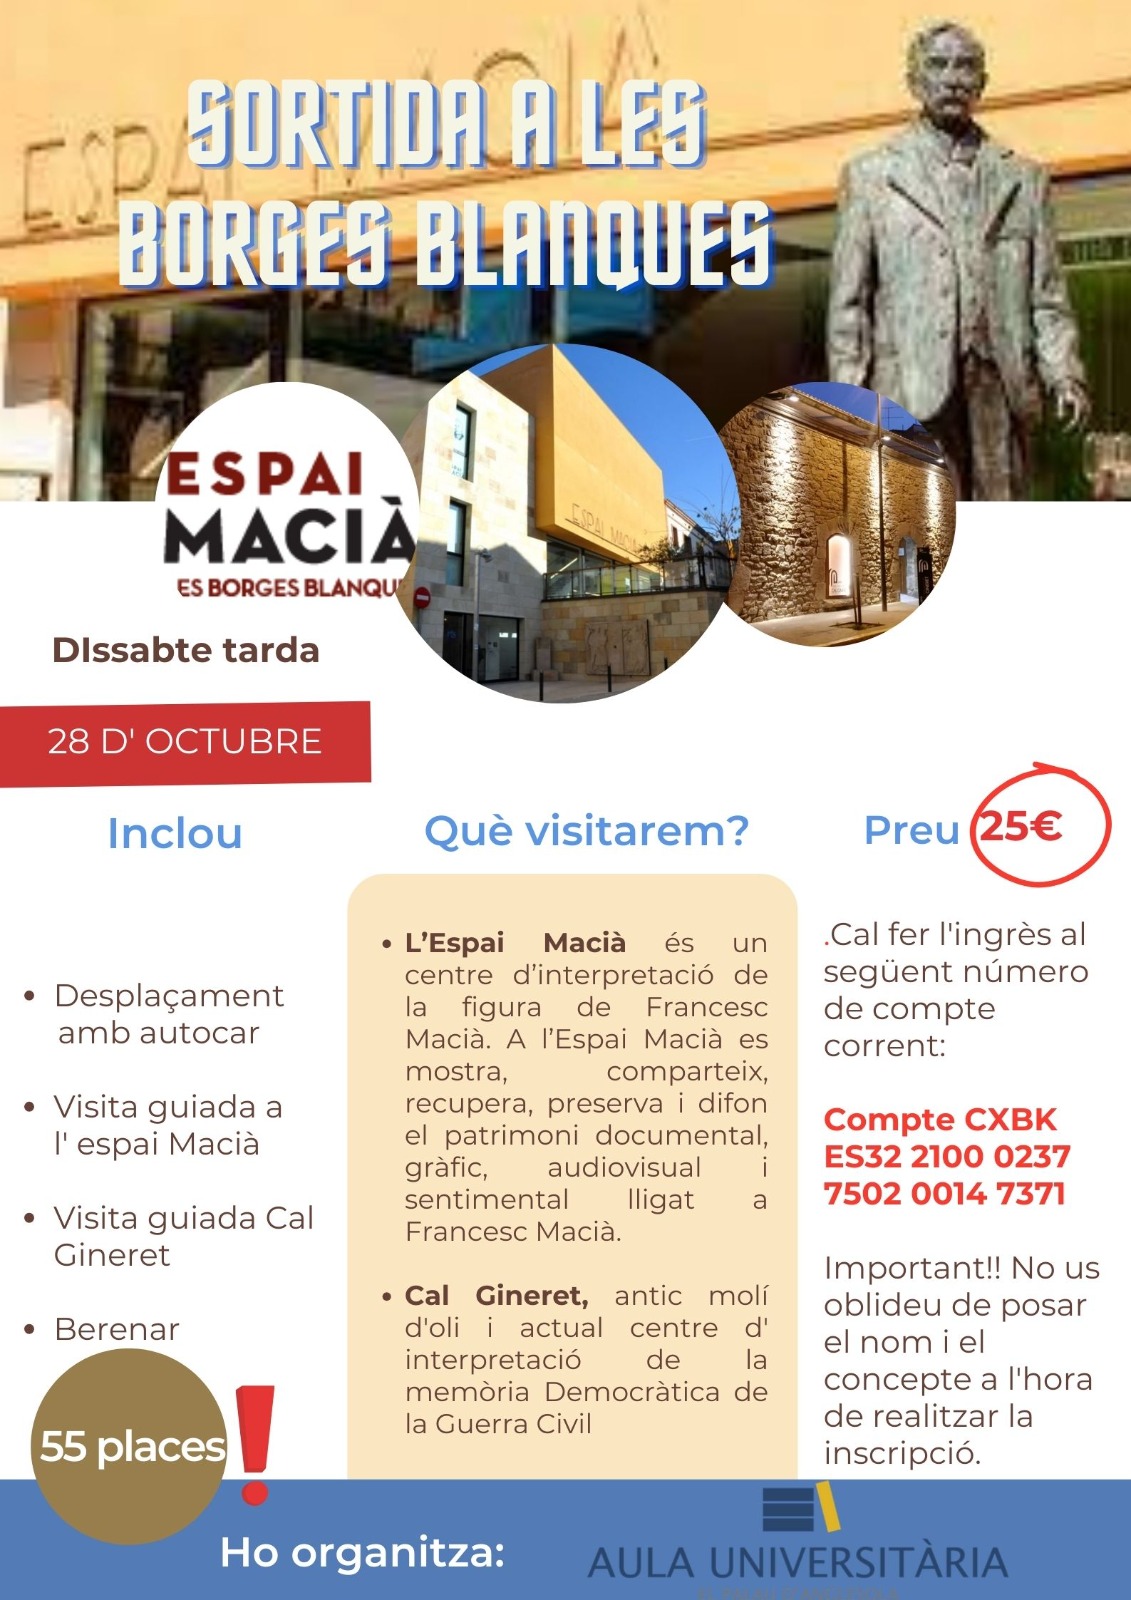 ESPAI MACIÀ
SORTIDA A LES
BORGES BLANQUES
ESPAI
MACIÀ
ES BORGES BLANQU
ESPAI MACIÀ
DIssabte tarda
28 D' OCTUBRE
Inclou
Desplaçament
amb autocar
Visita guiada a
l' espai Macià
Visita guiada Cal
Gineret
Berenar
55 places
Què visitarem?
L’Espai Macià és un
centre d’interpretació de
la figura de Francesc
Macià. A l’Espai Macià es
mostra, comparteix,
recupera, preserva i difon
el patrimoni documental,
gràfic, audiovisual i
sentimental lligat a
Francesc Macià.
Cal Gineret, antic molí
d'oli i actual centre d'
interpretació de la
memòria Democràtica de
la Guerra Civil
Preu 25€
.Cal fer l'ingrès al
següent número
de compte
corrent:
Compte CXBK
ES32 2100 0237
7502 0014 7371
Important!! No us
oblideu de posar
el nom i el
concepte a l'hora
de realitzar la
inscripció.
Ho organitza:
AULA UNIVERSITÀRIA